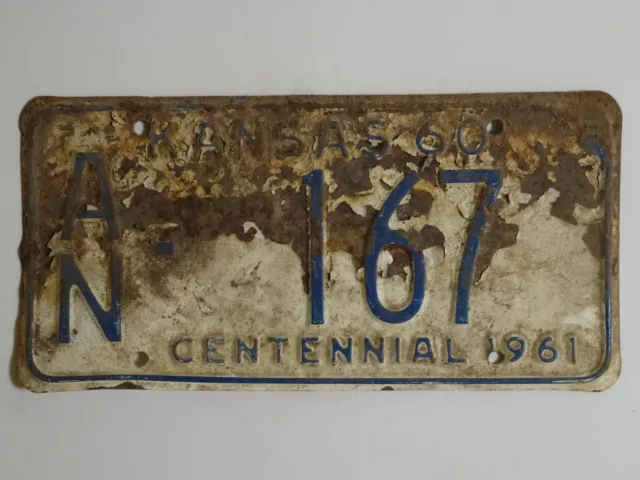 KANSAS 60
AN · 167
CENTENNIAL 1961